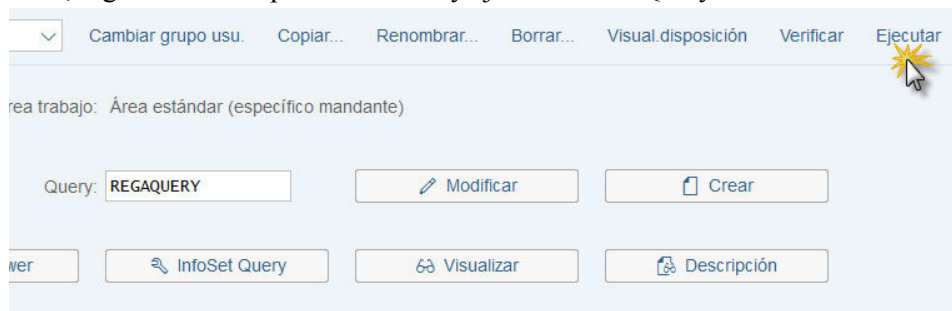 Cambiar grupo usu. Copiar... Renombrar... Borrar... Visual.disposición Verificar Ejecutar
rea trabajo: Área estándar (específico mandante)
Query: REGAQUERY Modificar Crear
wer InfoSet Query Visualizar Descripción